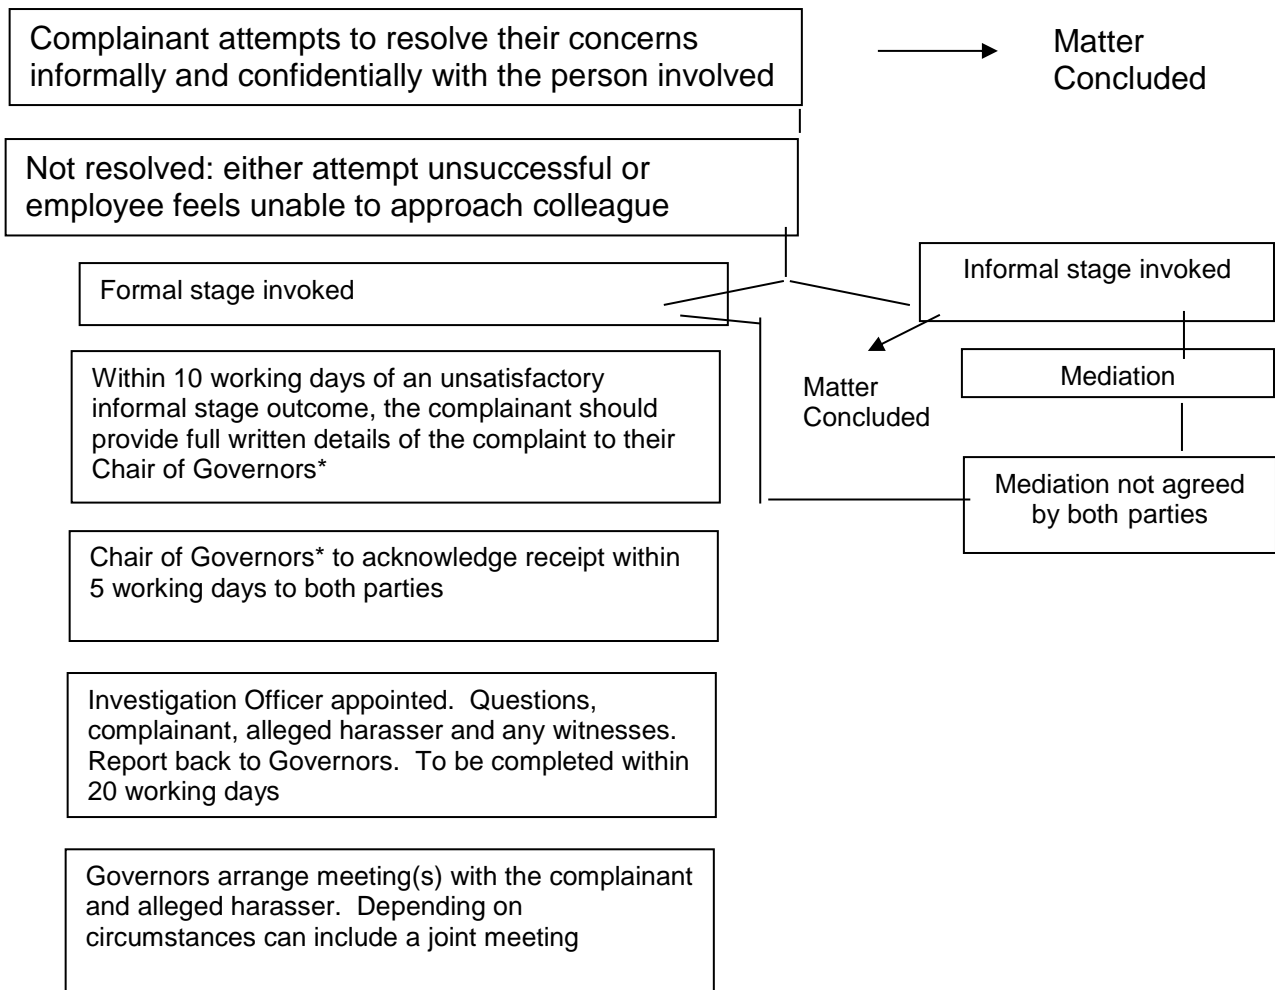 Complainant attempts to resolve their concerns
informally and confidentially with the person involved
Matter
Concluded
Not resolved: either attempt unsuccessful or
employee feels unable to approach colleague
Formal stage invoked
Informal stage invoked
Within 10 working days of an unsatisfactory
informal stage outcome, the complainant should
provide full written details of the complaint to their
Chair of Governors*
Matter
Concluded
Mediation
Mediation not agreed
by both parties
Chair of Governors* to acknowledge receipt within
5 working days to both parties
Investigation Officer appointed.  Questions,
complainant, alleged harasser and any witnesses.
Report back to Governors.  To be completed within
20 working days
Governors arrange meeting(s) with the complainant
and alleged harasser.  Depending on
circumstances can include a joint meeting